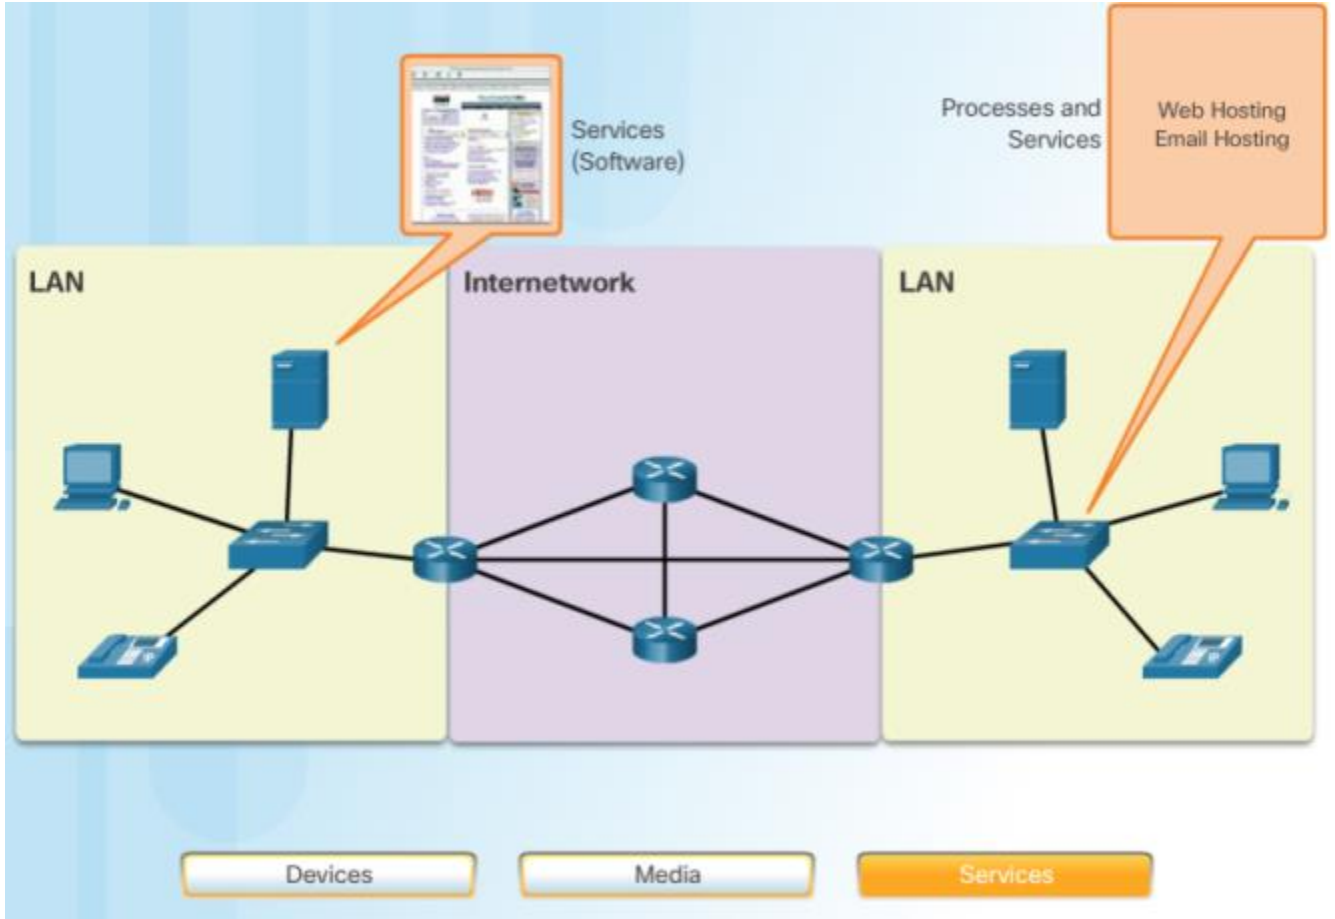 Services
(Software)
Processes and
Services
Web Hosting
Email Hosting
LAN
Internetwork
LAN
Devices
Media
Services